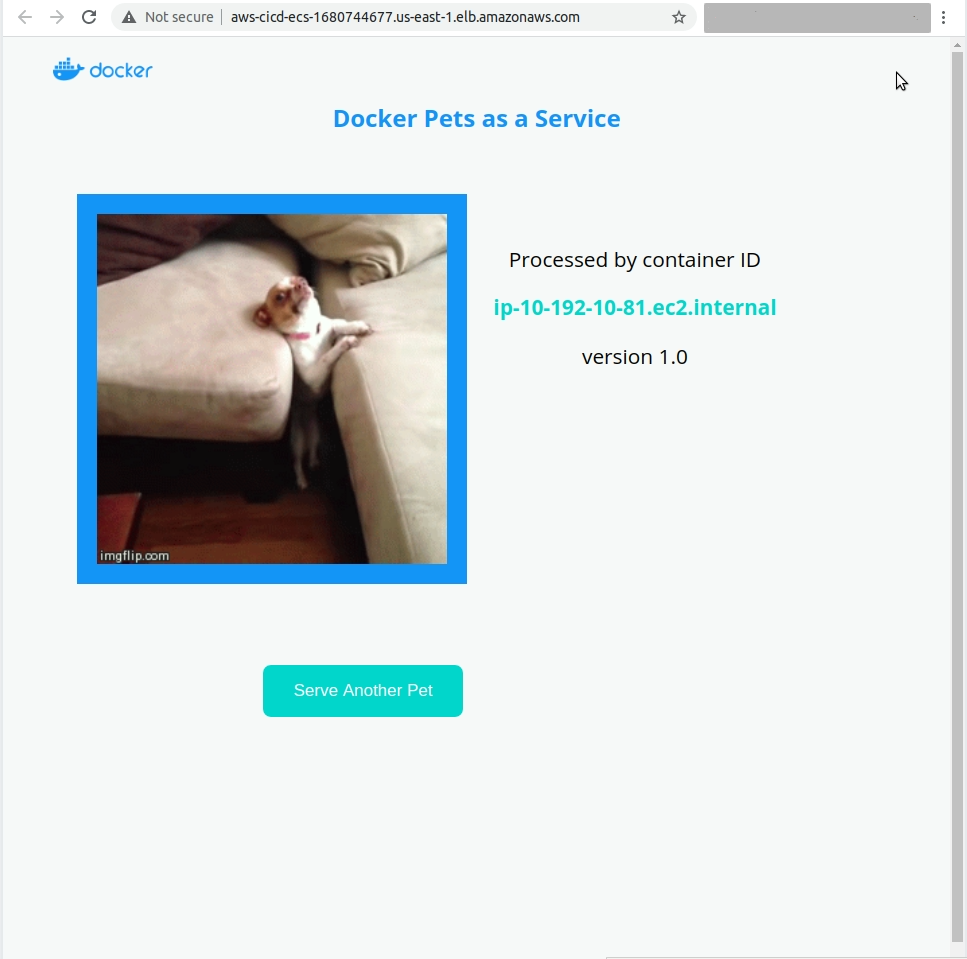 Not secure
aws-cicd-ecs-1680744677.us-east-1.elb.amazonaws.com
docker
Docker Pets as a Service
Processed by container ID
ip-10-192-10-81.ec2.internal
version 1.0
imgflip.com
Serve Another Pet